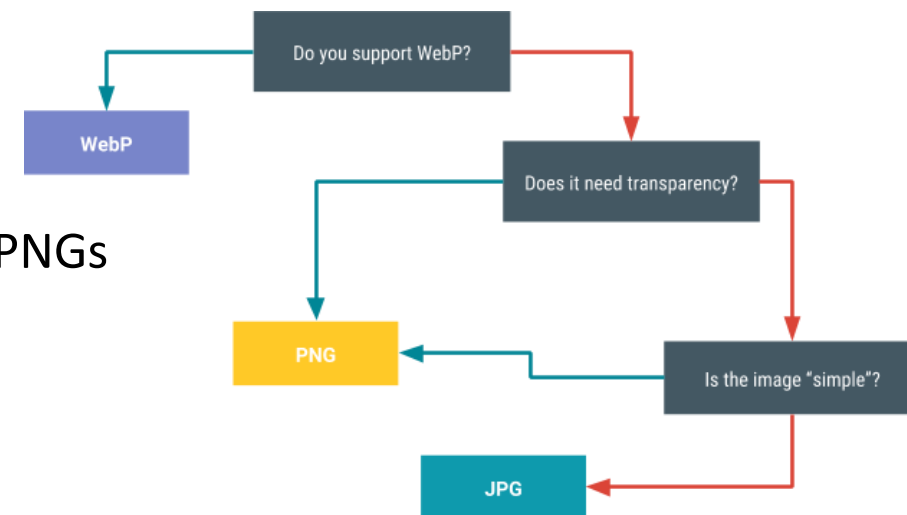 Do you support WebP?
WebP
Does it need transparency?
PNGs
PNG
Is the image “simple”?
JPG